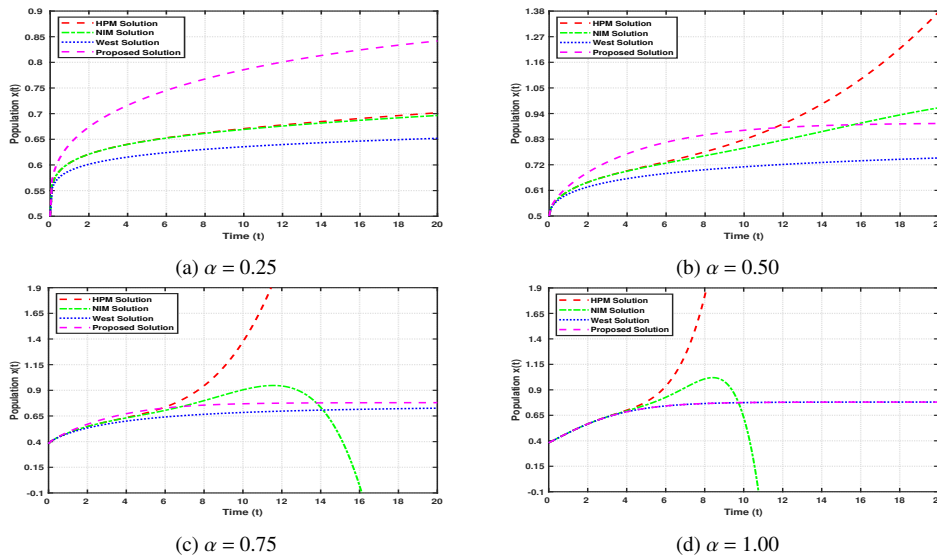 0.9
0.85
0.8
0.75
0.7
0.65
0.6
0.55
0.5
Population x(t)
HPM Solution
NIM Solution
West Solution
Proposed Solution
0 2 4 6 8 10 12 14 16 18 20
Time (t)
(a) α = 0.25
1.38
1.27
1.16
1.05
0.94
0.83
0.72
0.61
0.5
Population x(t)
HPM Solution
NIM Solution
West Solution
Proposed Solution
0 2 4 6 8 10 12 14 16 18 20
Time (t)
(b) α = 0.50
1.9
1.65
1.4
1.15
0.9
0.65
0.4
0.15
-0.1
Population x(t)
HPM Solution
NIM Solution
West Solution
Proposed Solution
0 2 4 6 8 10 12 14 16 18 20
Time (t)
(c) α = 0.75
1.9
1.65
1.4
1.15
0.9
0.65
0.4
0.15
-0.1
Population x(t)
HPM Solution
NIM Solution
West Solution
Proposed Solution
0 2 4 6 8 10 12 14 16 18 20
Time (t)
(d) α = 1.00